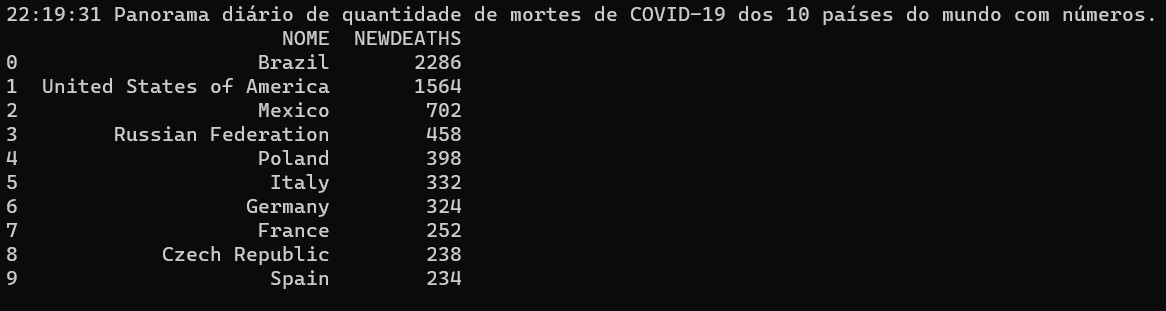 22:19:31 Panorama diário de quantidade de mortes de COVID-19 dos 10 países do mundo com números.
NOME NEWDEATHS
0 Brazil 2286
1 United States of America 1564
2 Mexico 702
3 Russian Federation 458
4 Poland 398
5 Italy 332
6 Germany 324
7 France 252
8 Czech Republic 238
9 Spain 234